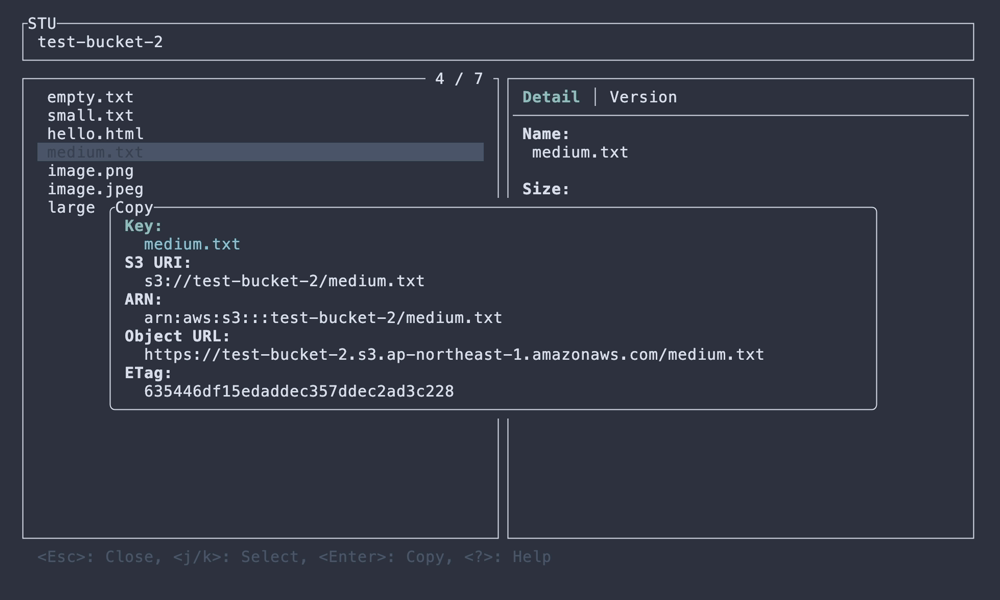 STU
test-bucket-2
4 / 7
empty.txt
small.txt
hello.html
medium.txt
image.png
image.jpeg
large
Detail │ Version
Name:
medium.txt
Size:
Copy
Key:
medium.txt
S3 URI:
s3://test-bucket-2/medium.txt
ARN:
arn:aws:s3:::test-bucket-2/medium.txt
Object URL:
https://test-bucket-2.s3.ap-northeast-1.amazonaws.com/medium.txt
ETag:
635446df15edaddec357ddec2ad3c228
<Esc>: Close, <j/k>: Select, <Enter>: Copy, <?>: Help